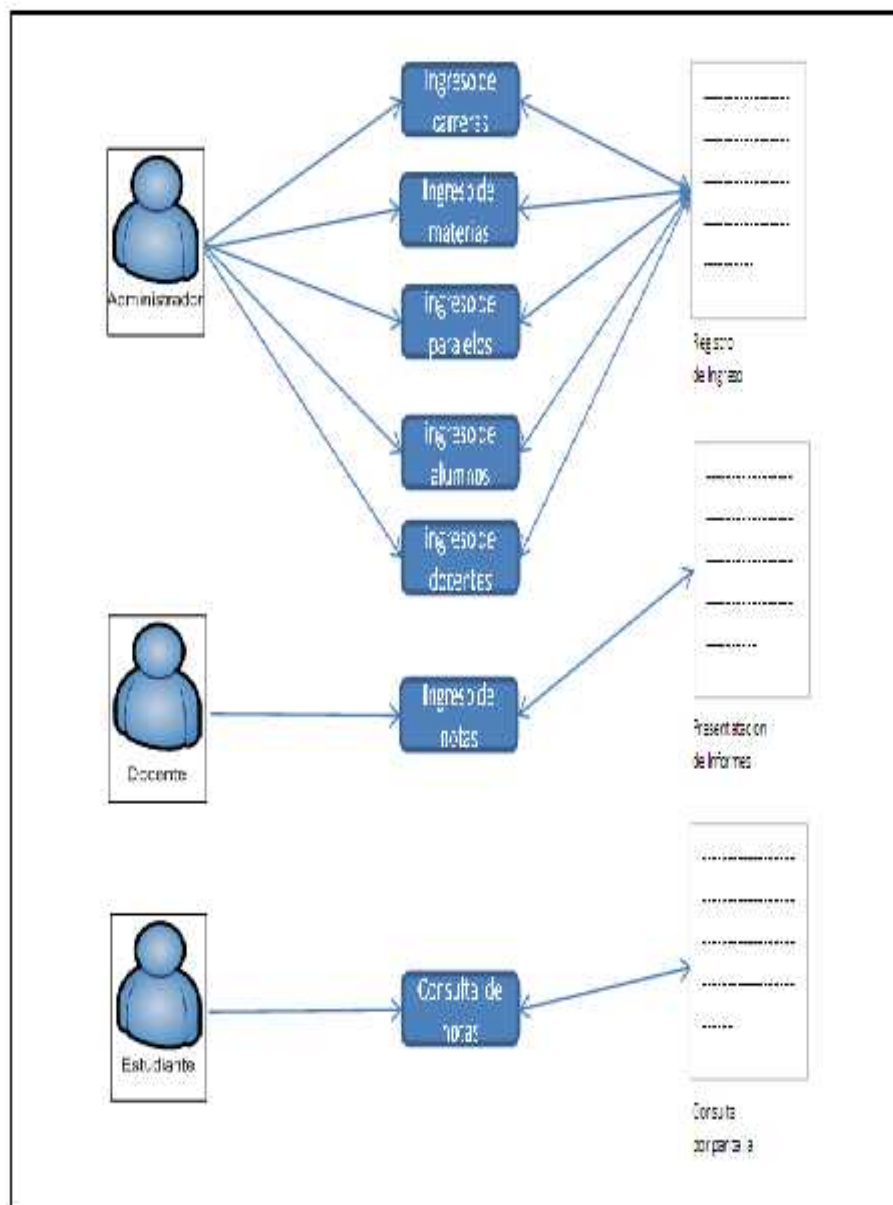 Ingreso de
carreras
Ingreso de
materias
ingreso de
paralelos
ingreso de
alumnos
ingreso de
docentes
Administrador
Registro
de Ingreso
Docente
Ingreso de
notas
Presentatacion
de Informes
Estudiante
Consulta de
notas
Consulta
por pantalla